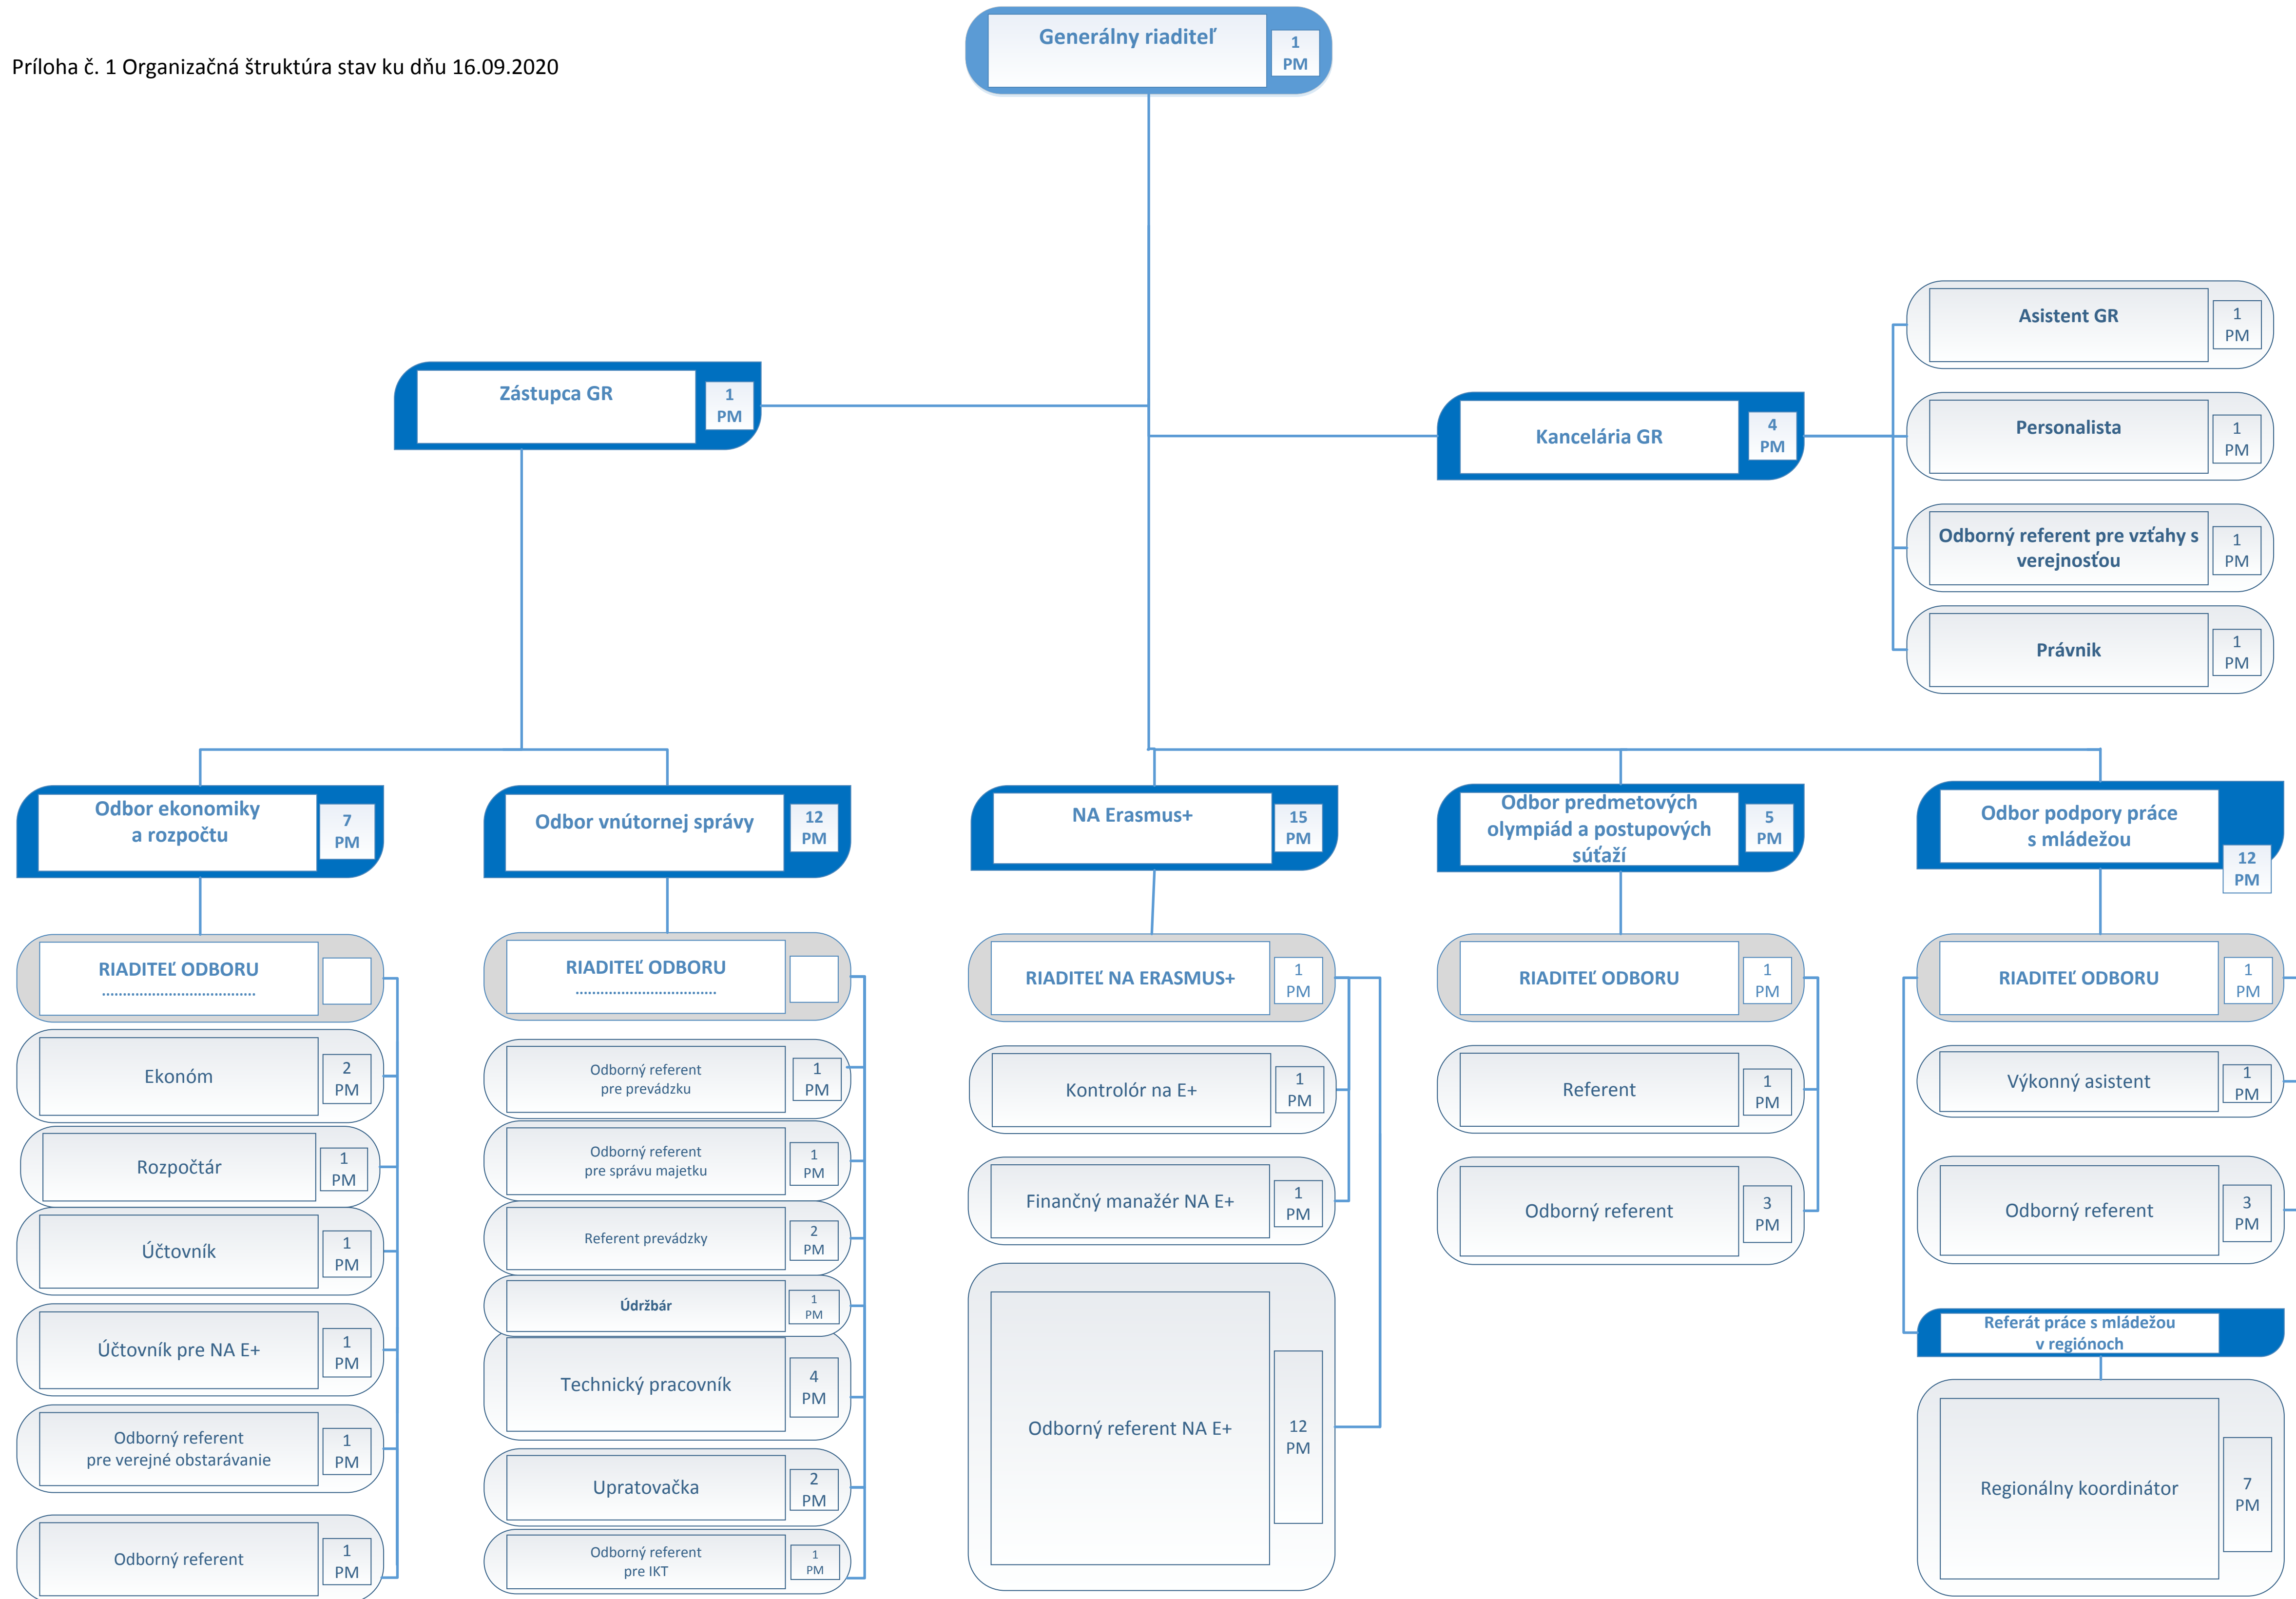 Príloha č. 1 Organizačná štruktúra stav ku dňu 16.09.2020
Generálny riaditeľ
1
PM
Zástupca GR
1
PM
Kancelária GR
4
PM
Asistent GR
1
PM
Personalista
1
PM
Odborný referent pre vzťahy s
verejnosťou
1
PM
Právnik
1
PM
Odbor ekonomiky
a rozpočtu
7
PM
RIADITEĽ ODBORU
.....................................
Ekonóm
2
PM
Rozpočtár
1
PM
Účtovník
1
PM
Účtovník pre NA E+
1
PM
Odborný referent
pre verejné obstarávanie
1
PM
Odborný referent
1
PM
Odbor vnútornej správy
12
PM
RIADITEĽ ODBORU
..................................
Odborný referent
pre prevádzku
1
PM
Odborný referent
pre správu majetku
1
PM
Referent prevádzky
2
PM
Údržbár
1
PM
Technický pracovník
4
PM
Upratovačka
2
PM
Odborný referent
pre IKT
1
PM
NA Erasmus+
15
PM
RIADITEĽ NA ERASMUS+
1
PM
Kontrolór na E+
1
PM
Finančný manažér NA E+
1
PM
Odborný referent NA E+
12
PM
Odbor predmetových
olympiád a postupových
súťaží
5
PM
RIADITEĽ ODBORU
1
PM
Referent
1
PM
Odborný referent
3
PM
Odbor podpory práce
s mládežou
12
PM
RIADITEĽ ODBORU
1
PM
Výkonný asistent
1
PM
Odborný referent
3
PM
Referát práce s mládežou
v regiónoch
Regionálny koordinátor
7
PM